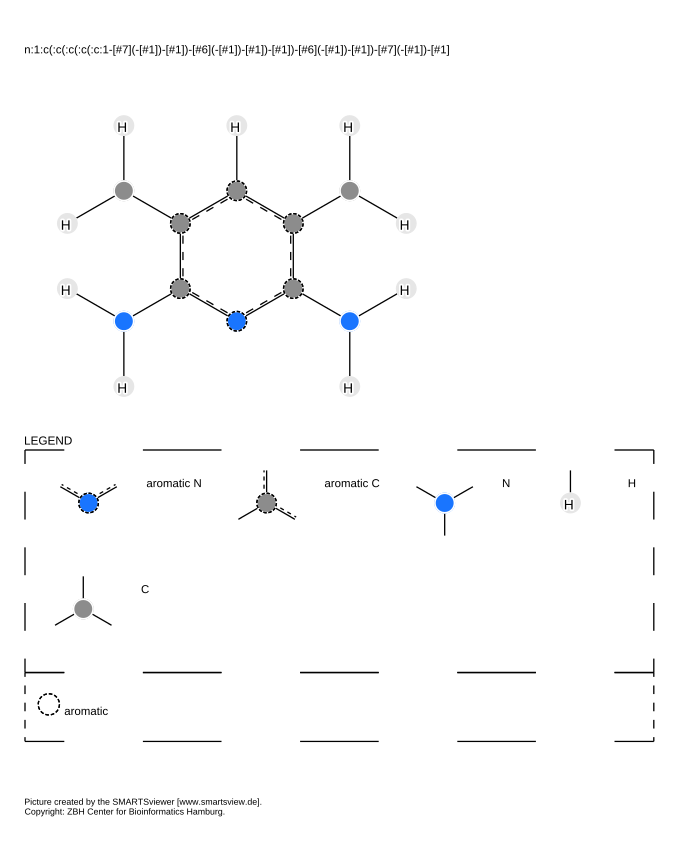 n:1:c(:c(:c(:c(:c:1-[#7](-[#1])-[#1])-[#6](-[#1])-[#1])-[#1])-[#6](-[#1])-[#1])-[#7](-[#1])-[#1]
H H H
H H
H H
H H
LEGEND
aromatic N aromatic C N H H
C
aromatic
Picture created by the SMARTSviewer [www.smartsview.de].
Copyright: ZBH Center for Bioinformatics Hamburg.